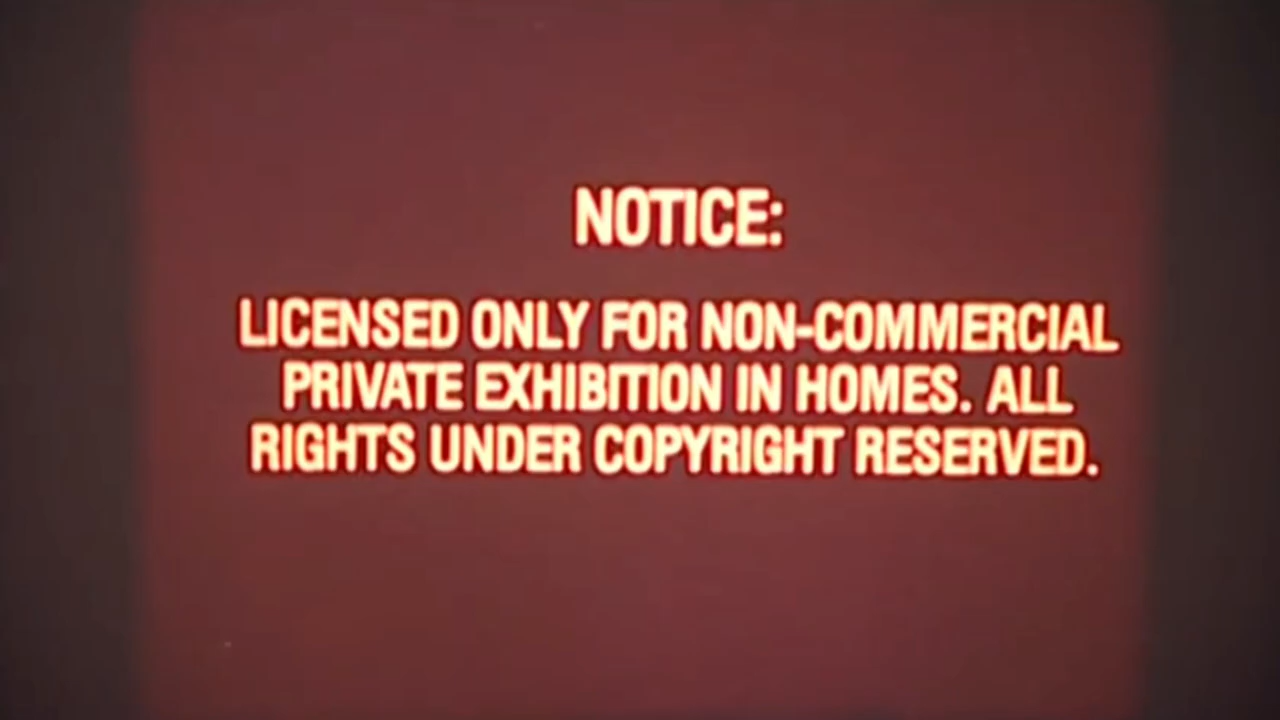 NOTICE:
LICENSED ONLY FOR NON-COMMERCIAL
PRIVATE EXHIBITION IN HOMES. ALL
RIGHTS UNDER COPYRIGHT RESERVED.